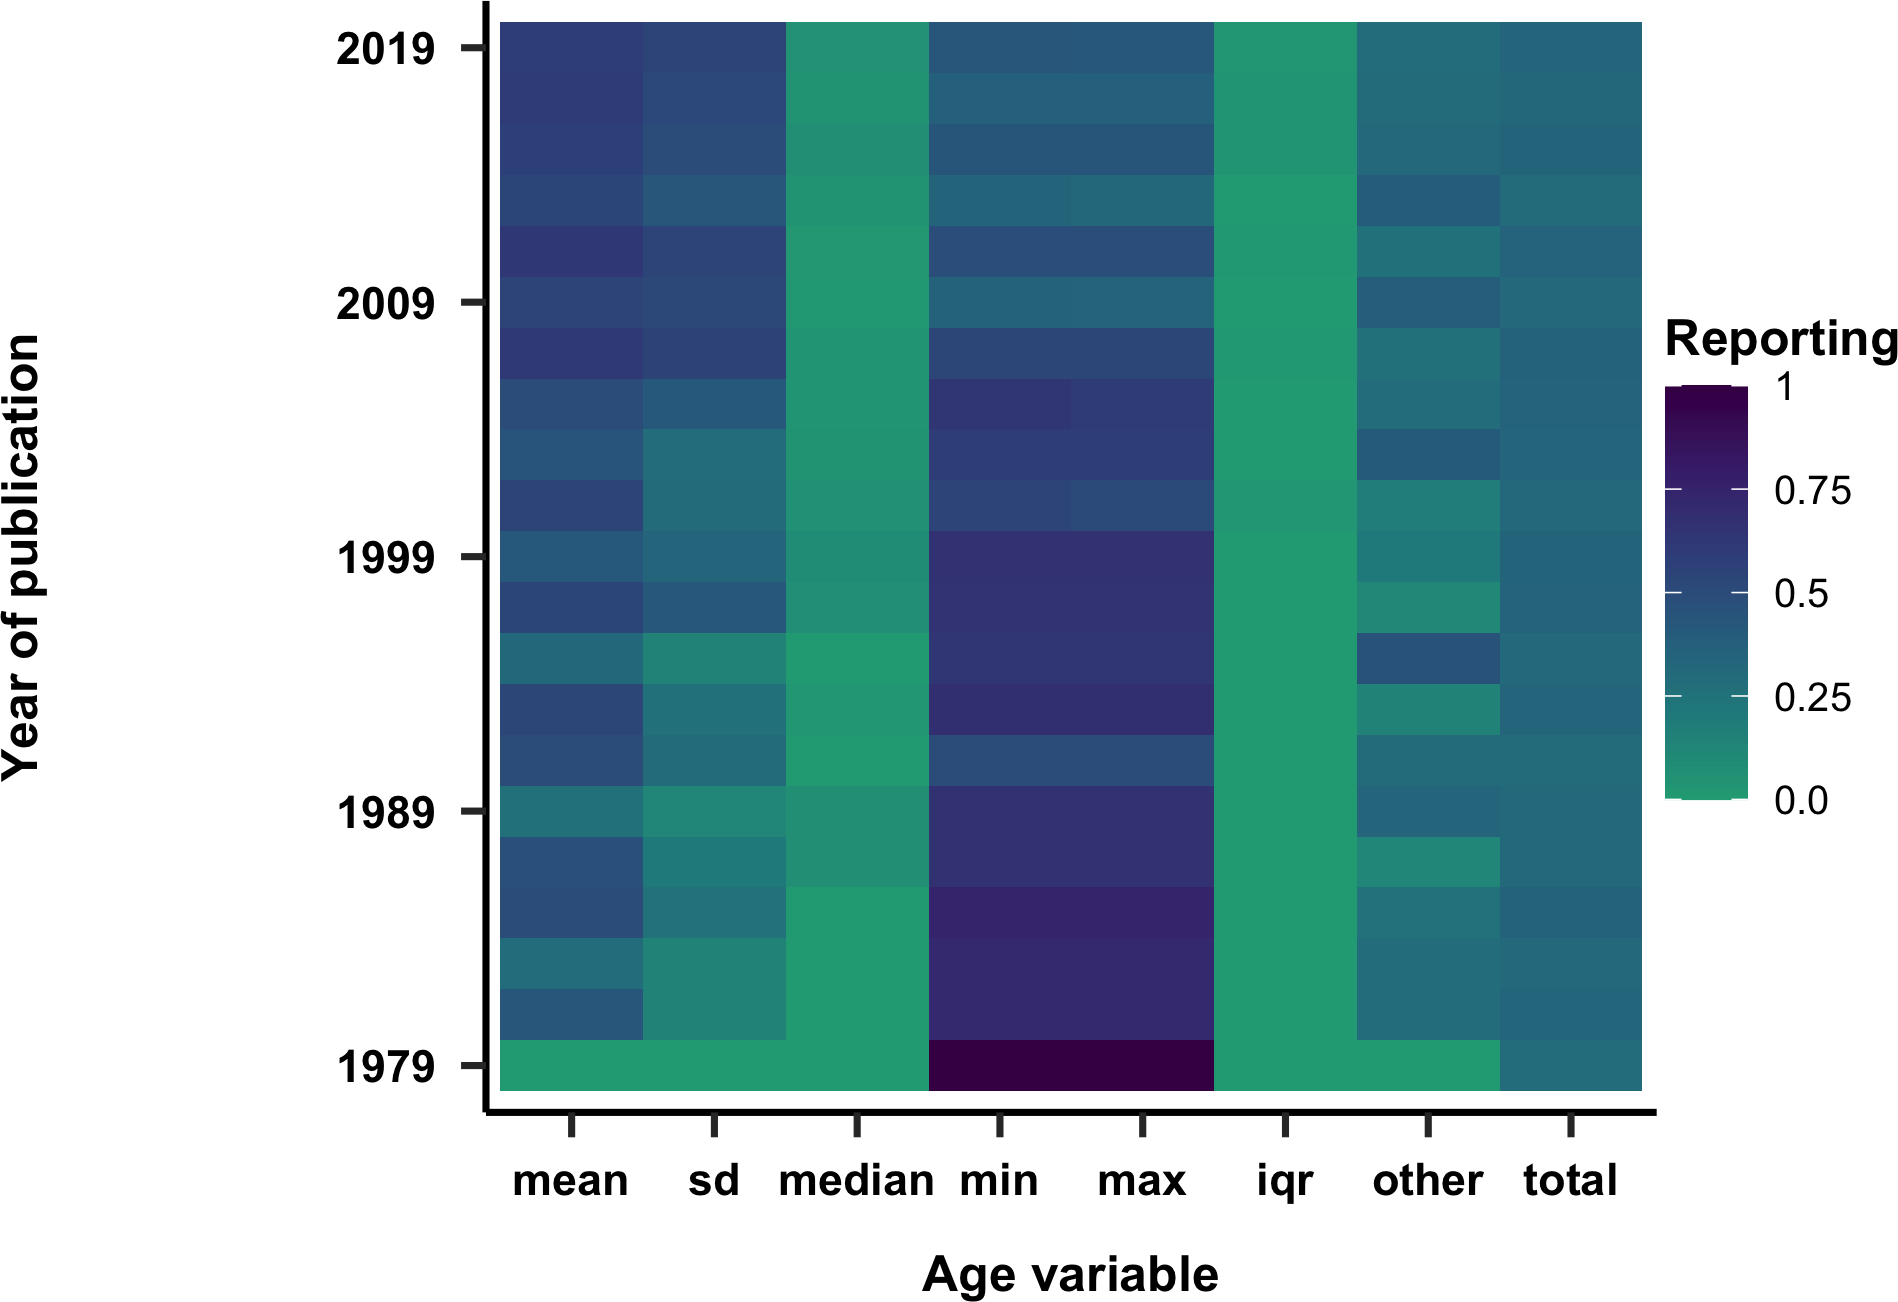 Year of publication
2019
2009
1999
1989
1979
mean sd median min max iqr other total
Age variable
Reporting
1
0.75
0.5
0.25
0.0